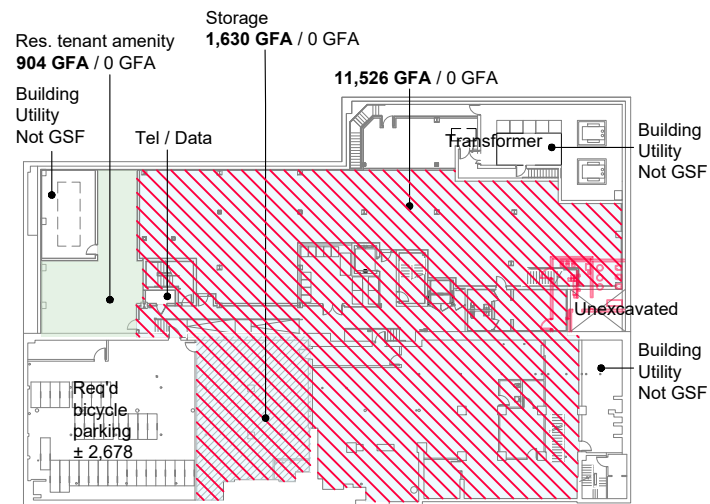 Storage
1,630 GFA / 0 GFA
Res. tenant amenity
904 GFA / 0 GFA
11,526 GFA / 0 GFA
Building
Utility
Not GSF
Tel / Data
Transformer
Building
Utility
Not GSF
Unexcavated
Building
Utility
Not GSF
Req'd
bicycle
parking
± 2,678